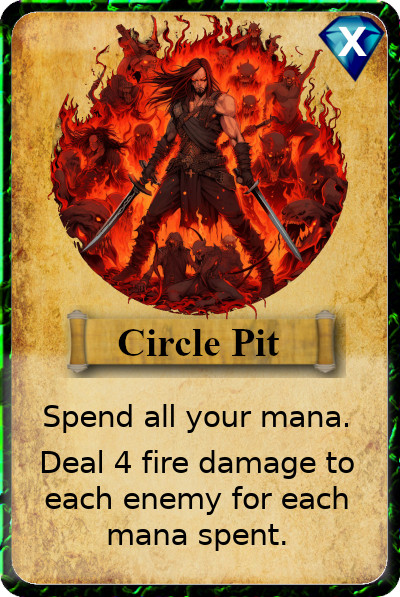 X
Circle Pit
Spend all your mana.
Deal 4 fire damage to
each enemy for each
mana spent.